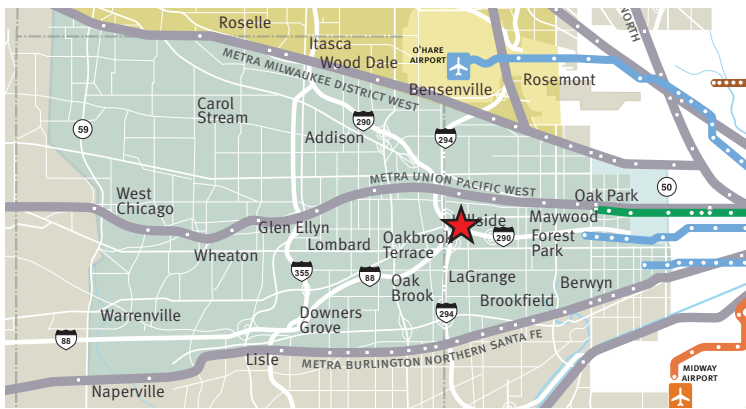 Roselle
NORTH
Itasca
O'HARE
AIRPORT
Wood Dale
METRA MILWAUKEE DISTRICT WEST
Rosemont
Bensenville
Carol
Stream
290
59
Addison
294
METRA UNION PACIFIC WEST
50
West
Chicago
Oak Park
Maywood
Glen Ellyn
Oakbrook
Terrace
290
Forest
Park
Lombard
Wheaton
355
88
LaGrange
Oak
Brook
Berwyn
Brookfield
Warrenville
Downers
Grove
294
88
Lisle
METRA BURLINGTON NORTHERN SANTA FE
MIDWAY
AIRPORT
Naperville